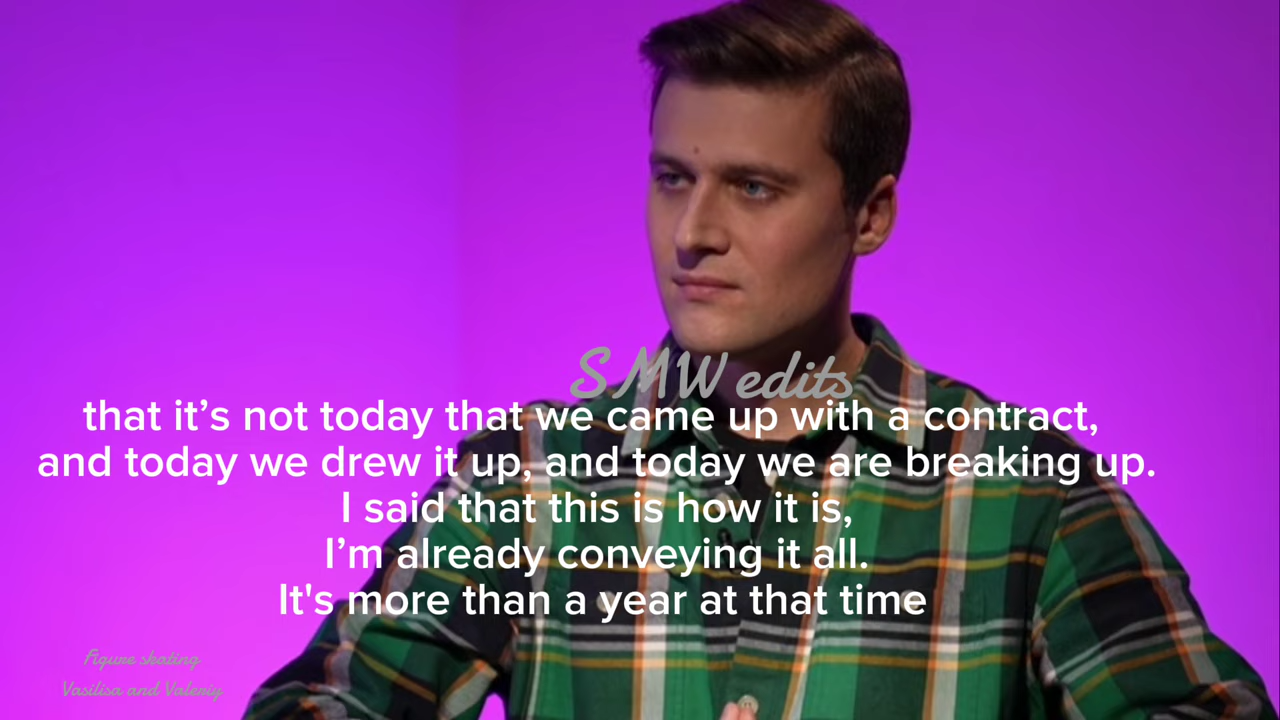 SMW edits
that it’s not today that we came up with a contract,
and today we drew it up, and today we are breaking up.
I said that this is how it is,
I’m already conveying it all.
It's more than a year at that time
Figure skating
Vasilisa and Valeriy